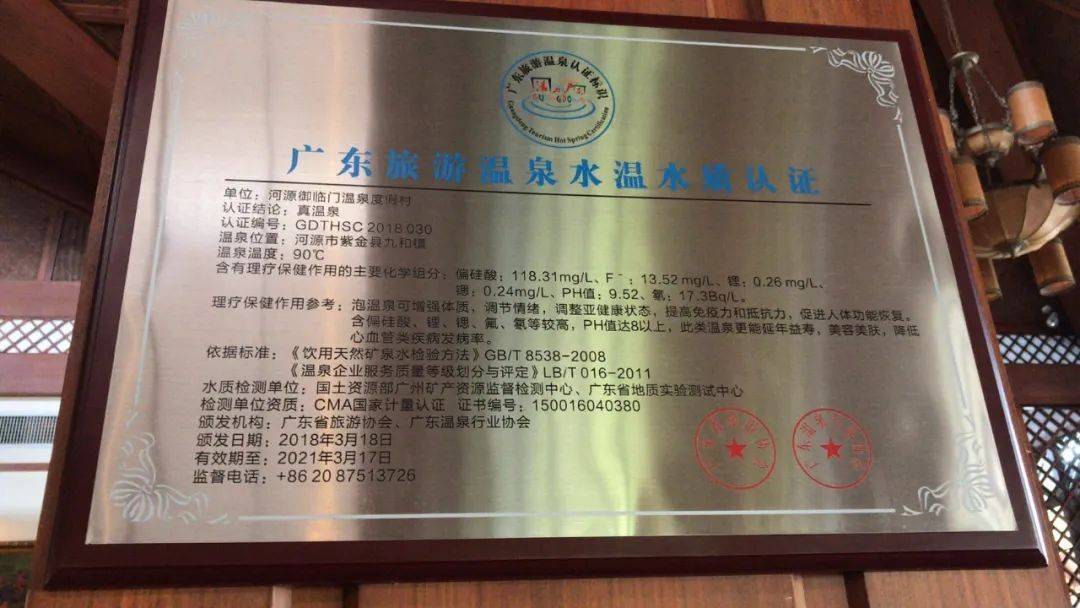 广东旅游温泉认证标识
Guangdong Tourism Hot Spring Certification
广东旅游温泉水温水质认证
单位：河源御临门温泉度假村
认证结论：真温泉
认证编号：GDTHSC 2018 030
温泉位置：河源市紫金县九和镇
温泉温度：90℃
含有理疗保健作用的主要化学组分：偏硅酸：118.31mg/L、F⁻：13.52 mg/L、锂：0.26 mg/L、
锶：0.24mg/L、PH值：9.52、氡：17.3Bq/L。
理疗保健作用参考：泡温泉可增强体质，调节情绪，调整亚健康状态，提高免疫力和抵抗力，促进人体功能恢复。
含偏硅酸、锂、锶、氟、氡等较高，PH值达8以上，此类温泉更能延年益寿，美容美肤，降低
心血管类疾病发病率。
依据标准：《饮用天然矿泉水检验方法》GB/T 8538-2008
《温泉企业服务质量等级划分与评定》LB/T 016-2011
水质检测单位：国土资源部广州矿产资源监督检测中心、广东省地质实验测试中心
检测单位资质：CMA国家计量认证 证书编号：150016040380
颁发机构：广东省旅游协会、广东温泉行业协会
颁发日期：2018年3月18日
有效期至：2021年3月17日
监督电话：+86 20 87513726